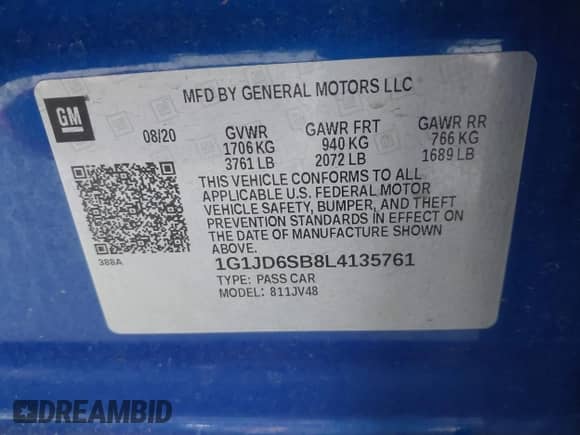 MFD BY GENERAL MOTORS LLC
GM
08/20 GVWR GAWR FRT GAWR RR
1706 KG 940 KG 766 KG
3761 LB 2072 LB 1689 LB
THIS VEHICLE CONFORMS TO ALL
APPLICABLE U.S. FEDERAL MOTOR
VEHICLE SAFETY, BUMPER, AND THEFT
PREVENTION STANDARDS IN EFFECT ON
THE DATE OF MANUFACTURE SHOWN
ABOVE.
388A
1G1JD6SB8L4135761
TYPE: PASS CAR
MODEL: 811JV48
DREAMBID